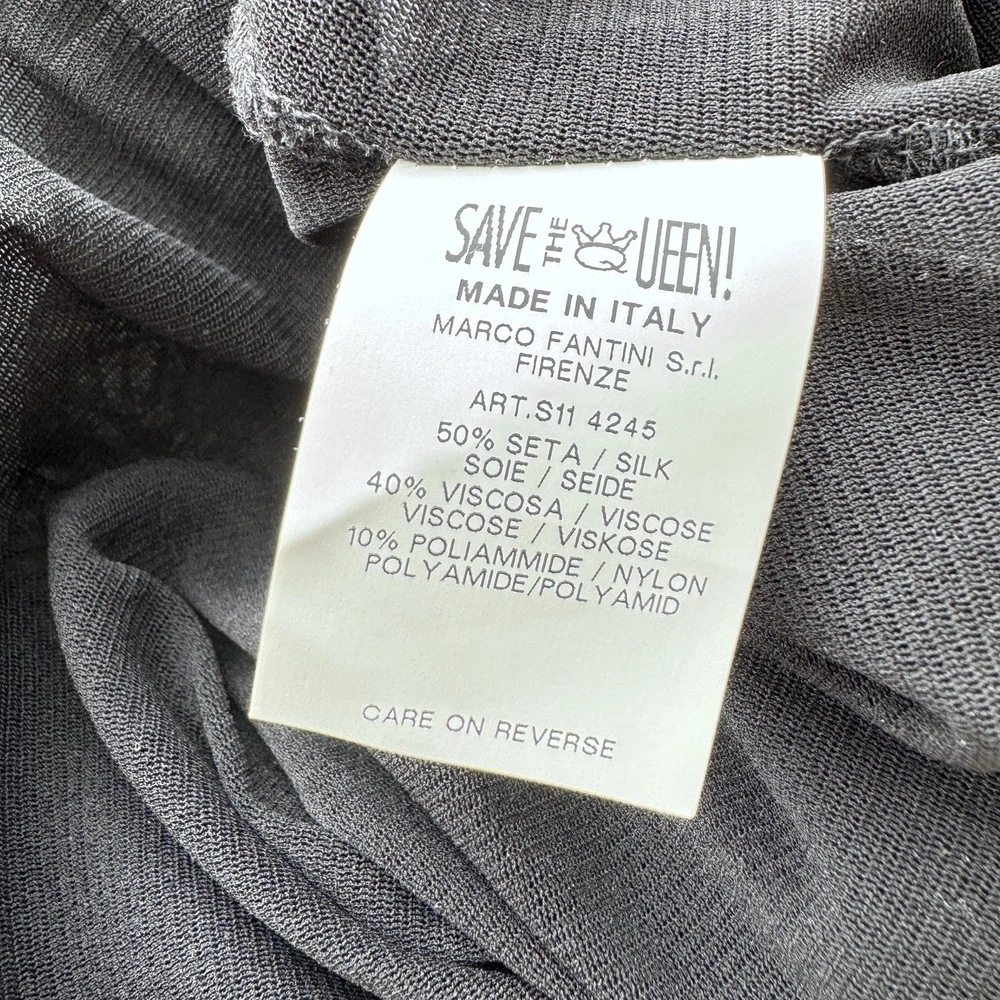 SAVE THE QUEEN!
MADE IN ITALY
MARCO FANTINI S.r.l.
FIRENZE
ART.S11 4245
50% SETA / SILK
SOIE / SEIDE
40% VISCOSA / VISCOSE
VISCOSE / VISKOSE
10% POLIAMMIDE / NYLON
POLYAMIDE/POLYAMID
CARE ON REVERSE